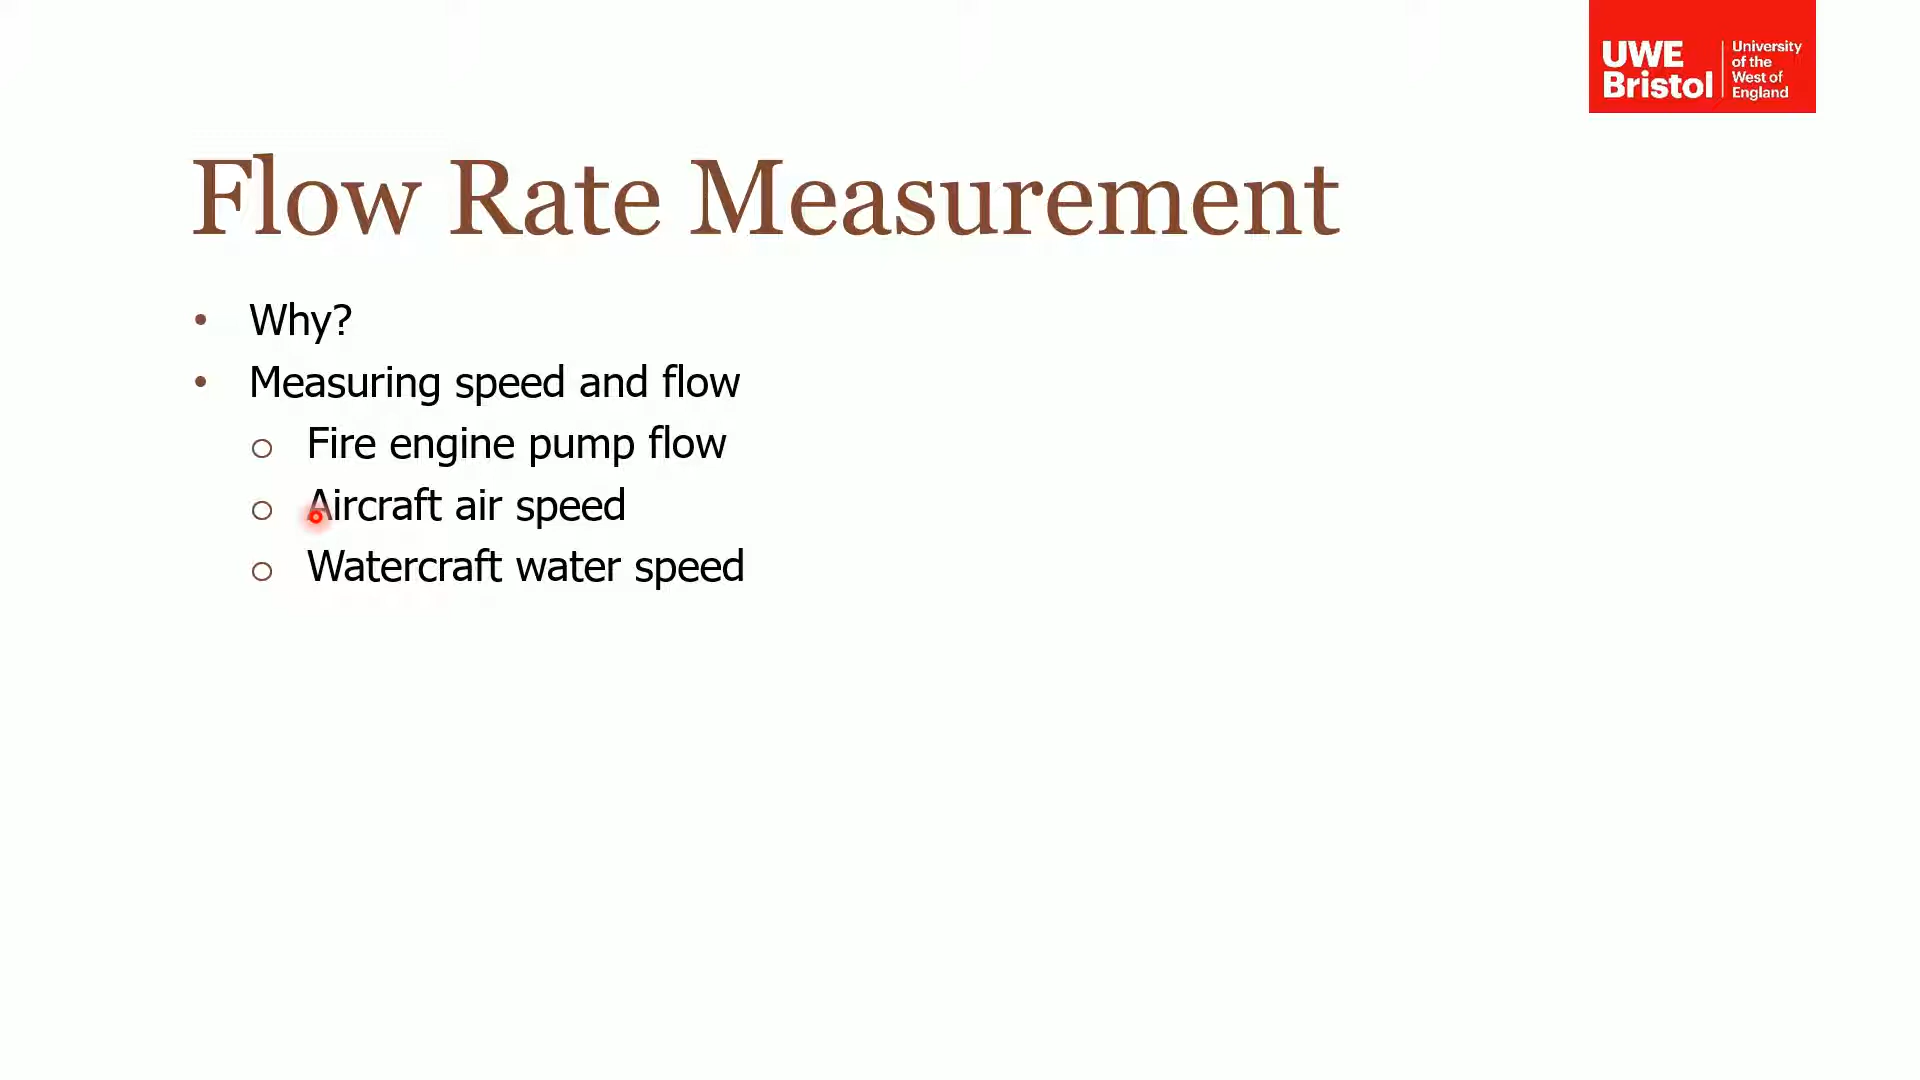 UWE
Bristol
University
of the
West of
England
Flow Rate Measurement
• Why?
• Measuring speed and flow
o Fire engine pump flow
o Aircraft air speed
o Watercraft water speed